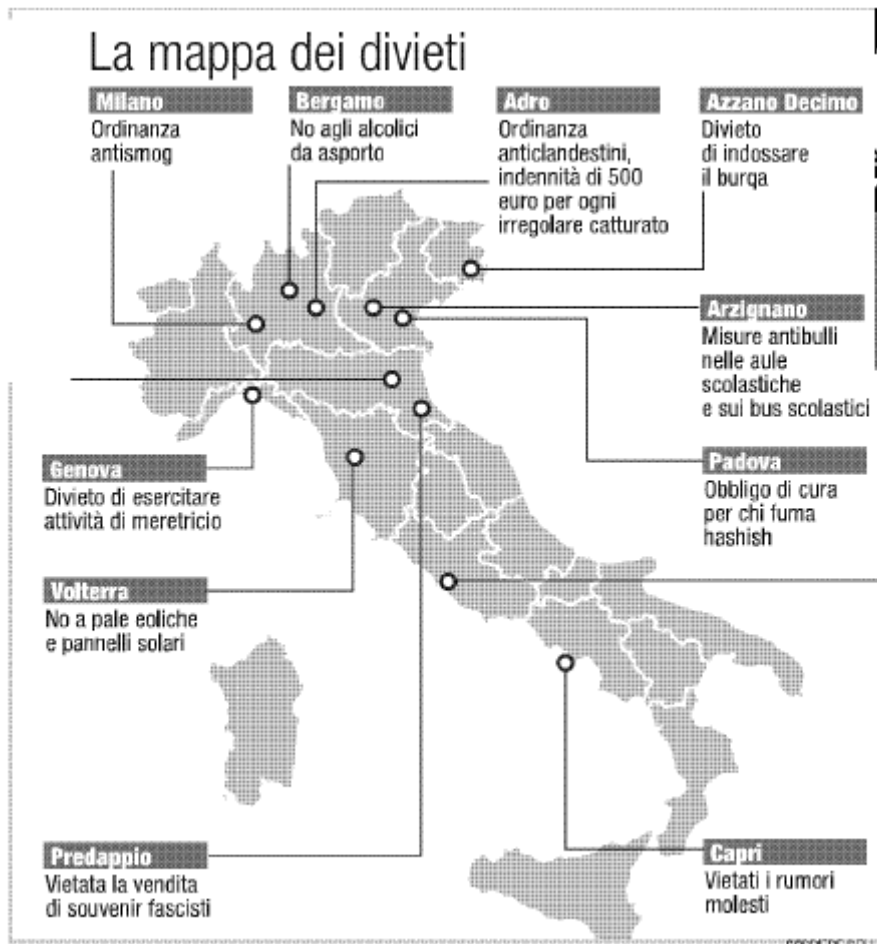 La mappa dei divieti
Milano
Ordinanza
antismog
Bergamo
No agli alcolici
da asporto
Adro
Ordinanza
anticlandestini,
indennità di 500
euro per ogni
irregolare catturato
Azzano Decimo
Divieto
di indossare
il burqa
Arzignano
Misure antibulli
nelle aule
scolastiche
e sui bus scolastici
Genova
Divieto di esercitare
attività di meretricio
Padova
Obbligo di cura
per chi fuma
hashish
Volterra
No a pale eoliche
e pannelli solari
Predappio
Vietata la vendita
di souvenir fascisti
Capri
Vietati i rumori
molesti